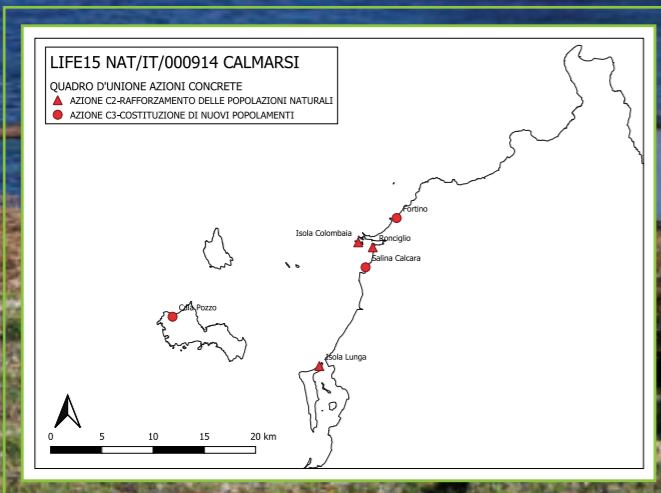 LIFE15 NAT/IT/000914 CALMARSI
QUADRO D'UNIONE AZIONI CONCRETE
AZIONE C2-RAFFORZAMENTO DELLE POPOLAZIONI NATURALI
AZIONE C3-COSTITUZIONE DI NUOVI POPOLAMENTI
Fortino
Isola Colombaia
Ronciglio
Salina Calcara
Cala Pozzo
Isola Lunga
0 5 10 15 20 km